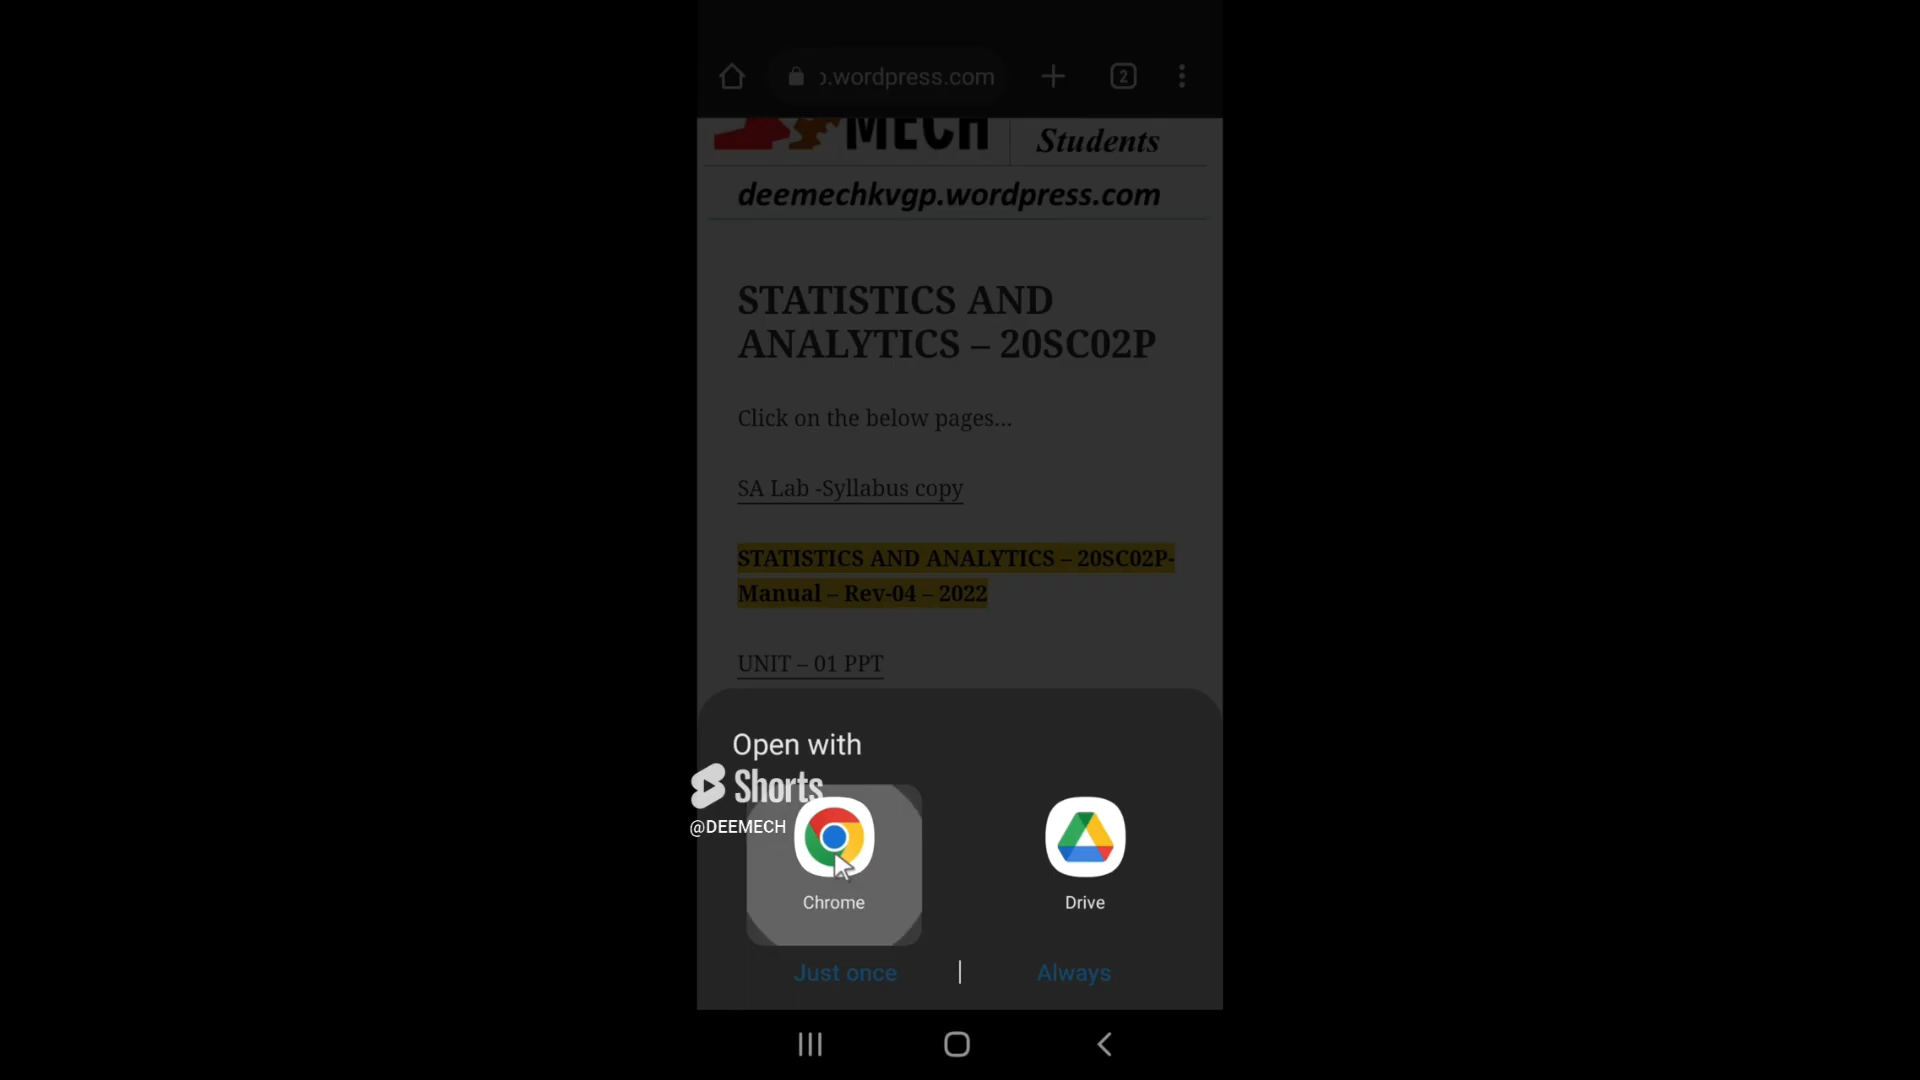 .wordpress.com
2
MECH
Students
deemechkvgp.wordpress.com
STATISTICS AND
ANALYTICS – 20SC02P
Click on the below pages...
SA Lab -Syllabus copy
STATISTICS AND ANALYTICS – 20SC02P-
Manual – Rev-04 – 2022
UNIT – 01 PPT
Open with
Shorts
@DEEMECH
Chrome
Drive
Just once
Always